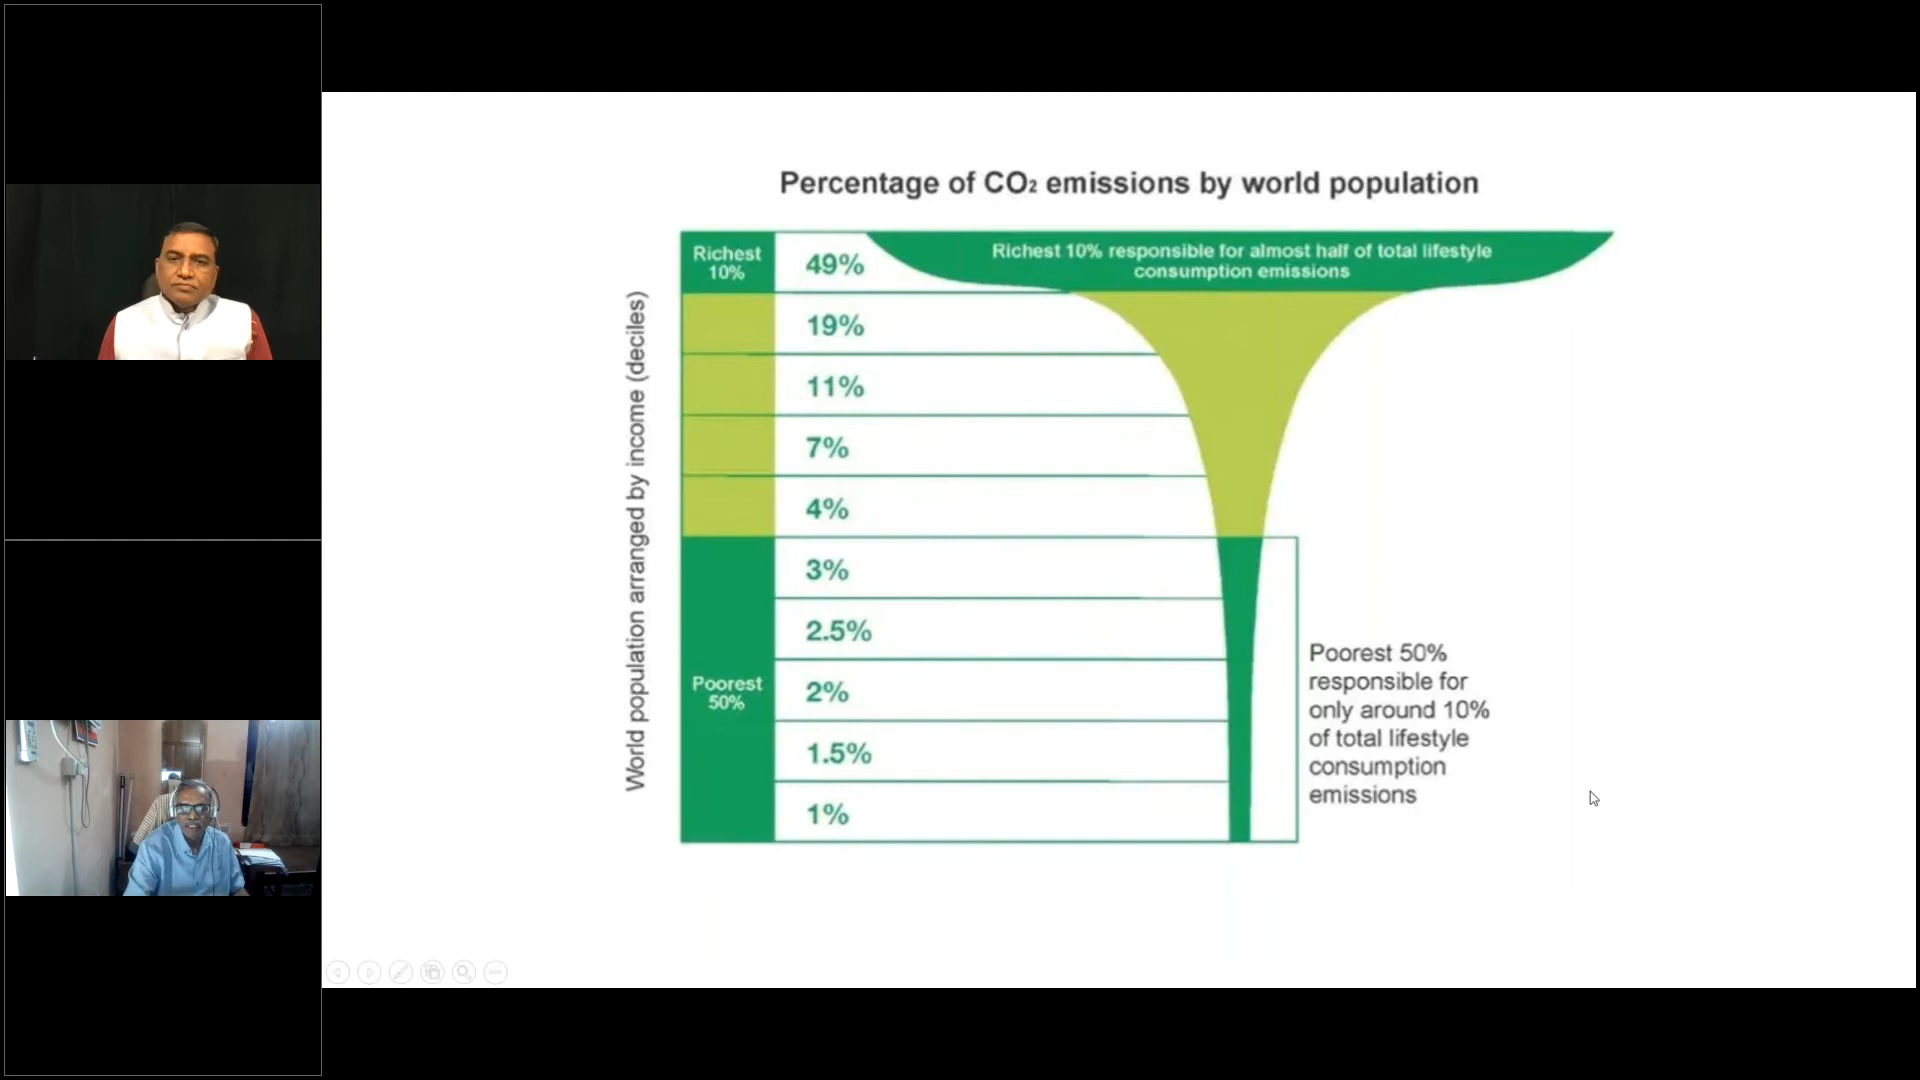 Percentage of CO₂ emissions by world population
World population arranged by income (deciles)
Richest
10%
49%
Richest 10% responsible for almost half of total lifestyle
consumption emissions
19%
11%
7%
4%
3%
2.5%
Poorest
50%
2%
1.5%
1%
Poorest 50%
responsible for
only around 10%
of total lifestyle
consumption
emissions